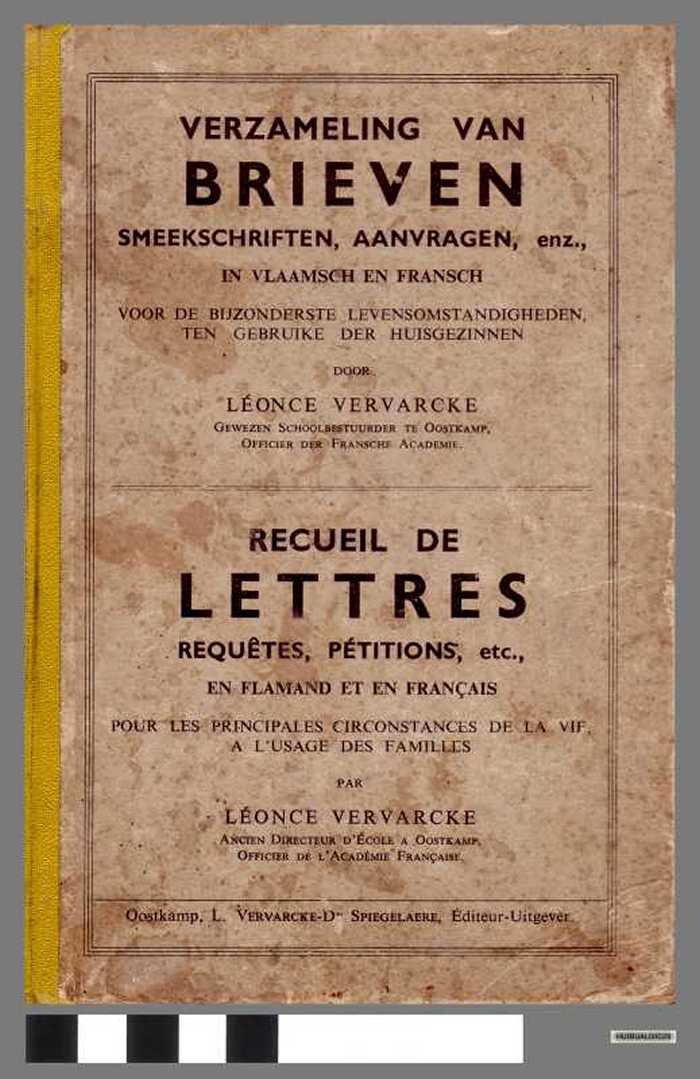 VERZAMELING VAN
BRIEVEN
SMEEKSCHRIFTEN, AANVRAGEN, enz.,
IN VLAAMSCH EN FRANSCH
VOOR DE BIJZONDERSTE LEVENSOMSTANDIGHEDEN,
TEN GEBRUIKE DER HUISGEZINNEN
DOOR
LÉONCE VERVARCKE
GEWEZEN SCHOOLBESTUURDER TE OOSTKAMP,
OFFICIER DER FRANSCHE ACADEMIE.
RECUEIL DE
LETTRES
REQUÊTES, PÉTITIONS, etc.,
EN FLAMAND ET EN FRANÇAIS
POUR LES PRINCIPALES CIRCONSTANCES DE LA VIE,
A L'USAGE DES FAMILLES
PAR
LÉONCE VERVARCKE
ANCIEN DIRECTEUR D'ÉCOLE A OOSTKAMP,
OFFICIER DE L'ACADÉMIE FRANÇAISE.
Oostkamp, L. VERVARCKE-De SPIEGELAERE, Éditeur-Uitgever.